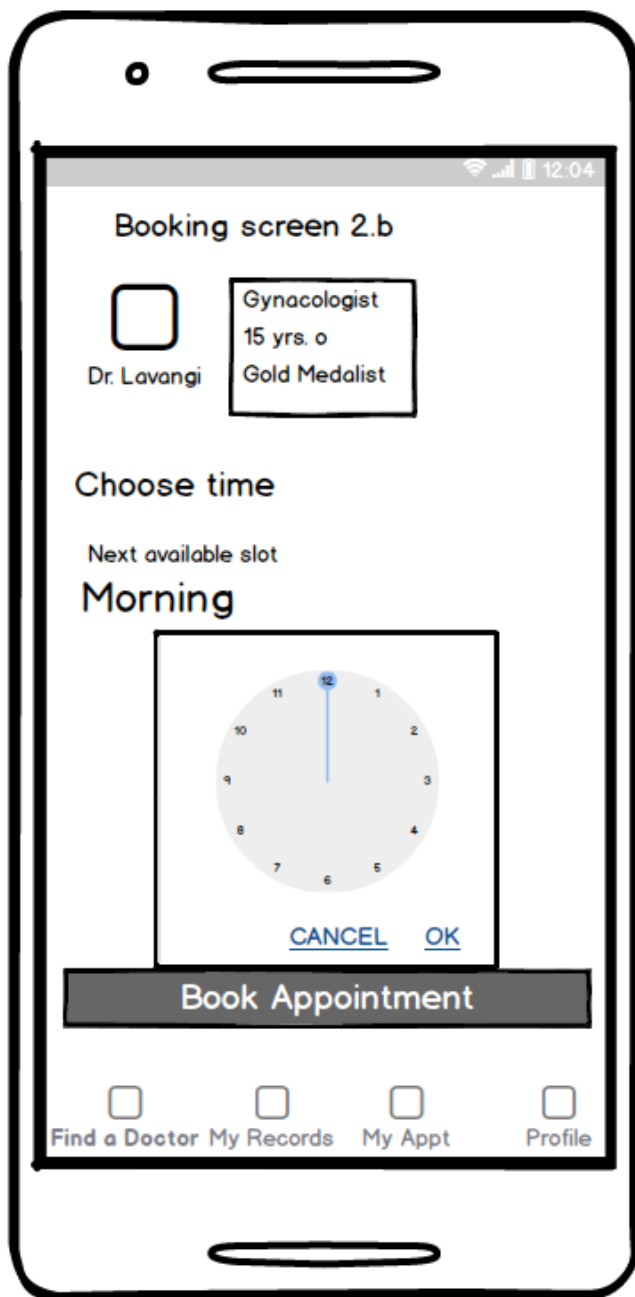 12:04
Booking screen 2.b
Gynacologist
15 yrs. o
Gold Medalist
Dr. Lavangi
Choose time
Next available slot
Morning
12
11
1
10
2
9
3
8
4
7
5
6
CANCEL OK
Book Appointment
Find a Doctor My Records My Appt Profile